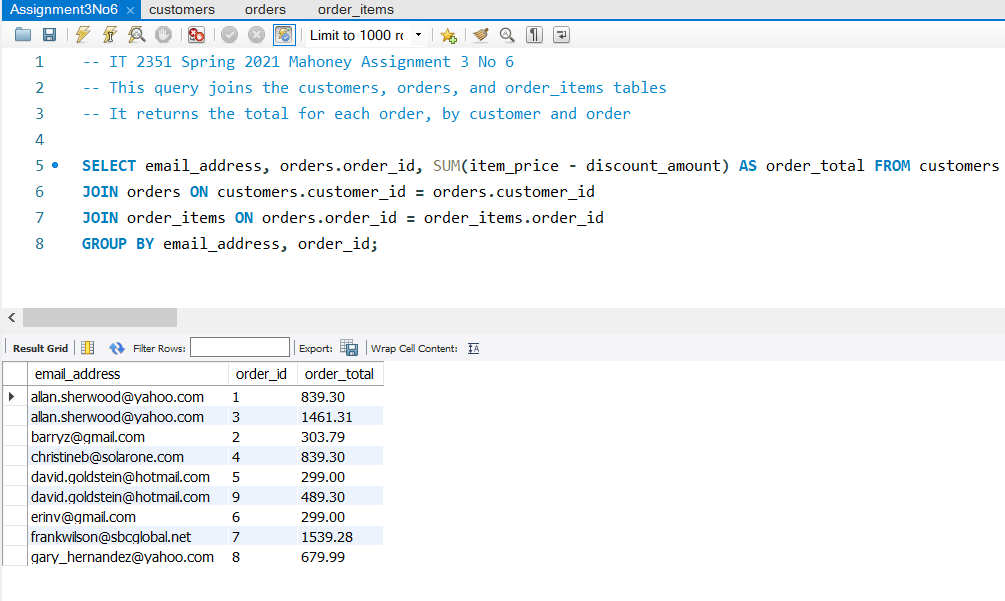 Assignment3No6 × customers orders order_items
Limit to 1000 rc
1 -- IT 2351 Spring 2021 Mahoney Assignment 3 No 6
2 -- This query joins the customers, orders, and order_items tables
3 -- It returns the total for each order, by customer and order
4
5 SELECT email_address, orders.order_id, SUM(item_price - discount_amount) AS order_total FROM customers
6 JOIN orders ON customers.customer_id = orders.customer_id
7 JOIN order_items ON orders.order_id = order_items.order_id
8 GROUP BY email_address, order_id;
Result Grid Filter Rows: Export: Wrap Cell Content: IA
email_address order_id order_total
allan.sherwood@yahoo.com 1 839.30
allan.sherwood@yahoo.com 3 1461.31
barryz@gmail.com 2 303.79
christineb@solarone.com 4 839.30
david.goldstein@hotmail.com 5 299.00
david.goldstein@hotmail.com 9 489.30
erinv@gmail.com 6 299.00
frankwilson@sbcglobal.net 7 1539.28
gary_hernandez@yahoo.com 8 679.99